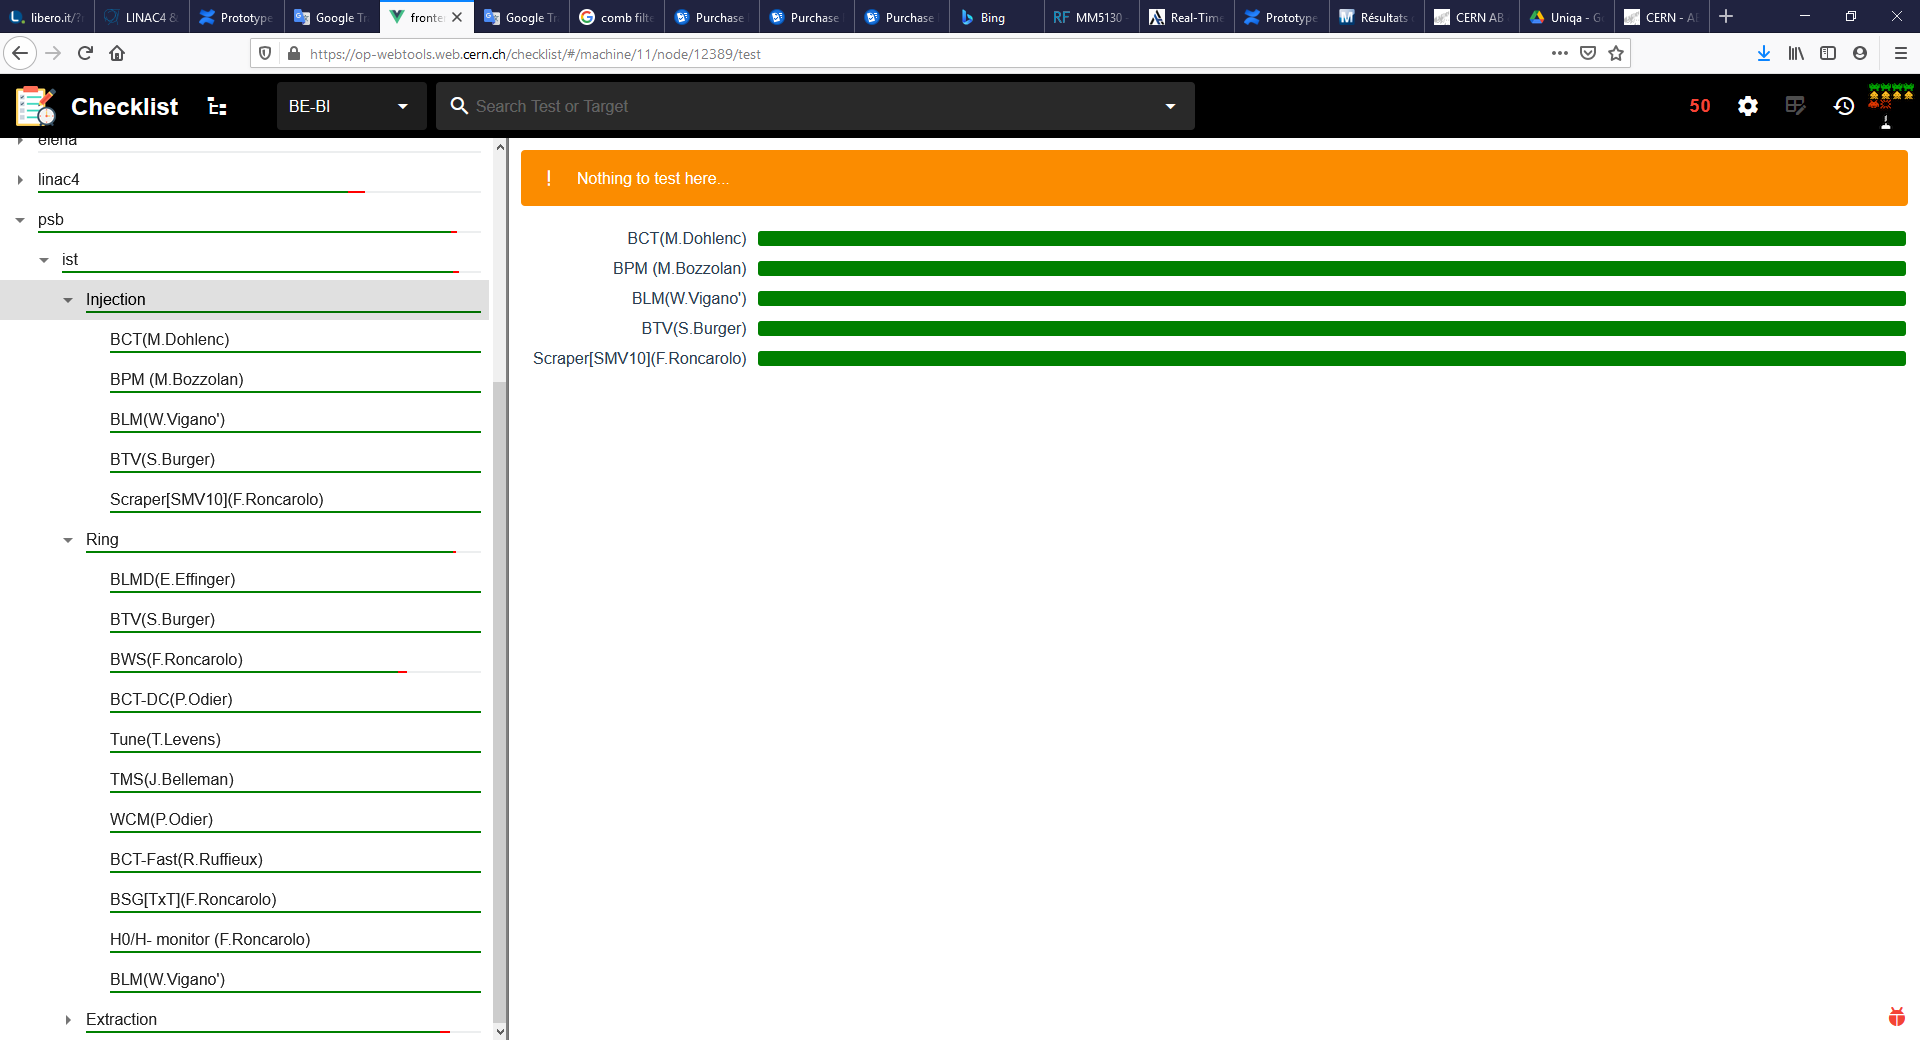 libero.it/?
LINAC4 &
Prototype
Google Tr
fronte
Google Tr
comb filte
Purchase
Purchase
Purchase
Bing
MM5130 -
Real-Time
Prototype
Résultats
CERN AB
Uniqa - G
CERN - A
https://op-webtools.web.cern.ch/checklist/#/machine/11/node/12389/test
Checklist
BE-BI
Search Test or Target
50
elena
linac4
psb
ist
Injection
BCT(M.Dohlenc)
BPM (M.Bozzolan)
BLM(W.Vigano')
BTV(S.Burger)
Scraper[SMV10](F.Roncarolo)
Ring
BLMD(E.Effinger)
BTV(S.Burger)
BWS(F.Roncarolo)
BCT-DC(P.Odier)
Tune(T.Levens)
TMS(J.Belleman)
WCM(P.Odier)
BCT-Fast(R.Ruffieux)
BSG[TxT](F.Roncarolo)
H0/H- monitor (F.Roncarolo)
BLM(W.Vigano')
Extraction
! Nothing to test here...
BCT(M.Dohlenc)
BPM (M.Bozzolan)
BLM(W.Vigano')
BTV(S.Burger)
Scraper[SMV10](F.Roncarolo)